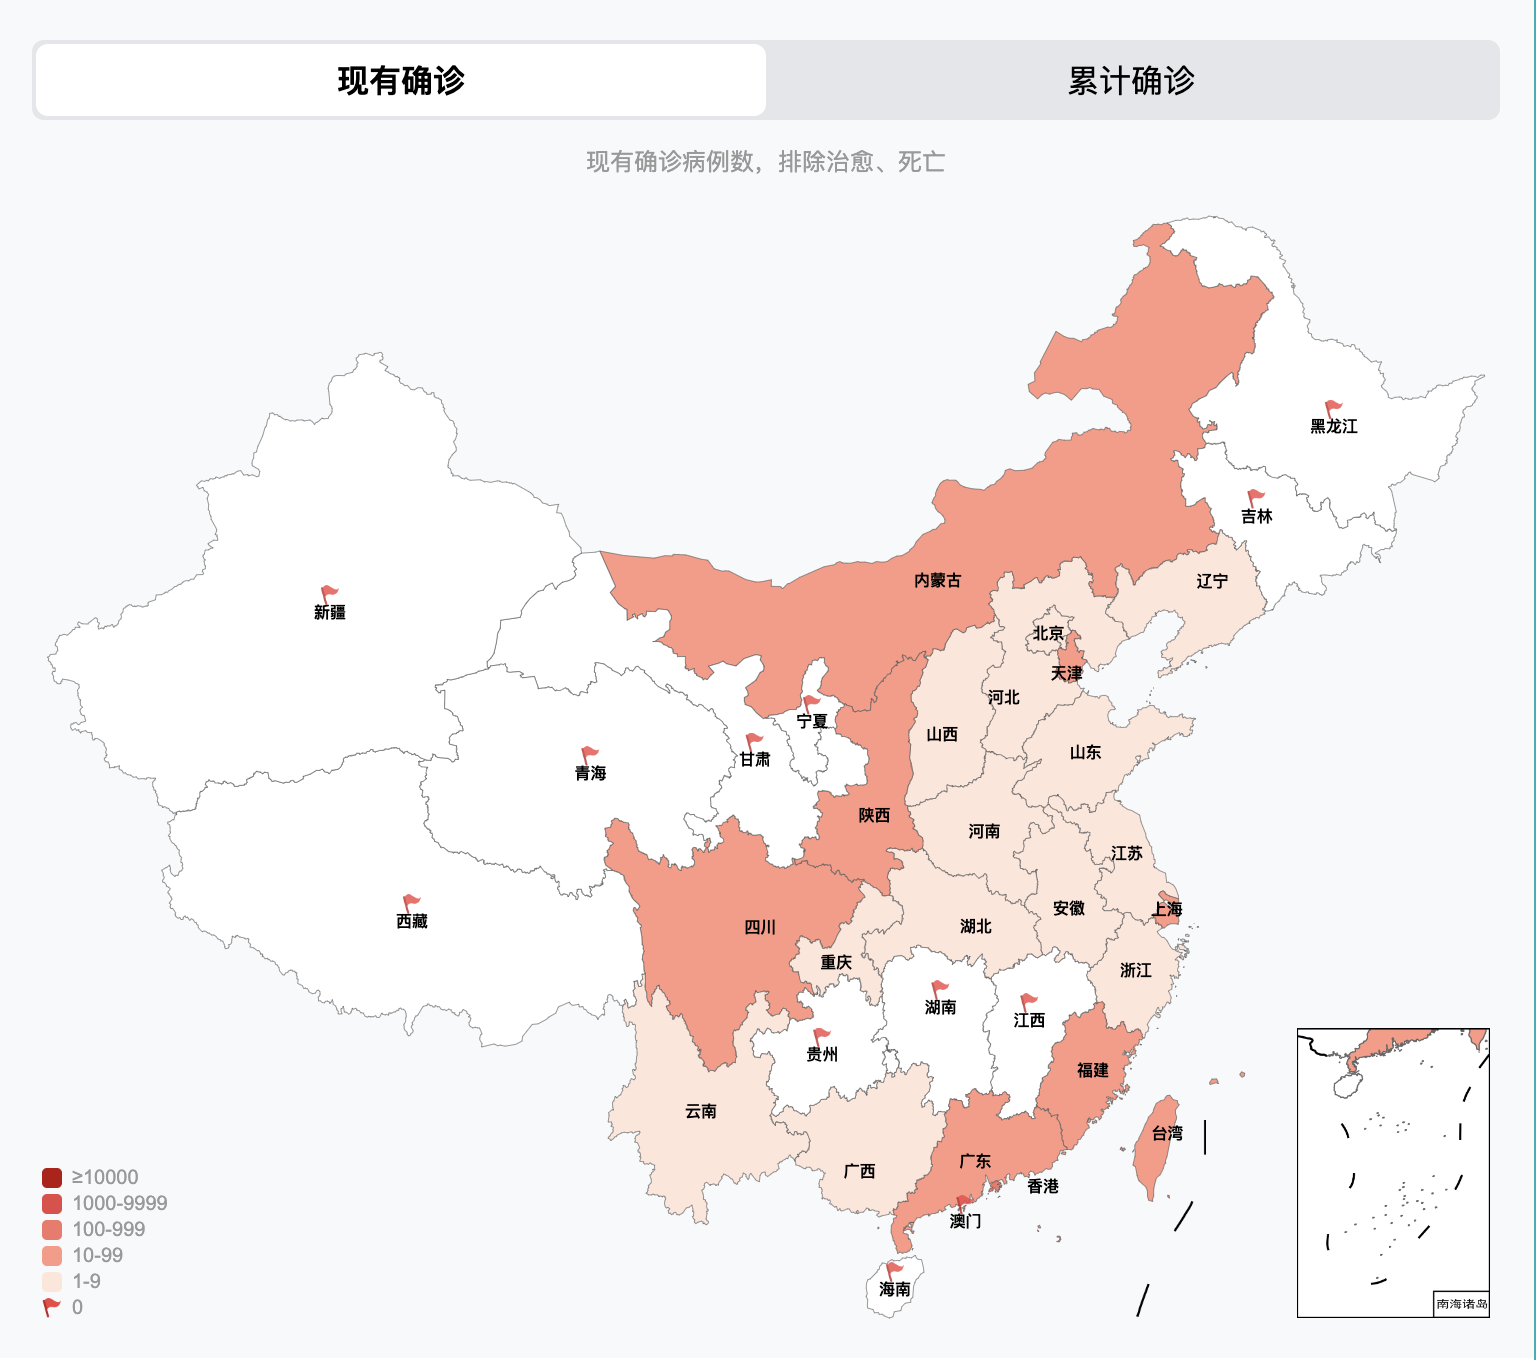 现有确诊
累计确诊
现有确诊病例数，排除治愈、死亡
黑龙江
吉林
内蒙古
辽宁
新疆
北京
天津
河北
宁夏
山西
山东
甘肃
青海
陕西
河南
江苏
西藏
四川
湖北
安徽
上海
重庆
浙江
湖南
江西
贵州
福建
云南
台湾
广西
广东
香港
澳门
海南
≥10000
1000-9999
100-999
10-99
1-9
0
南海诸岛